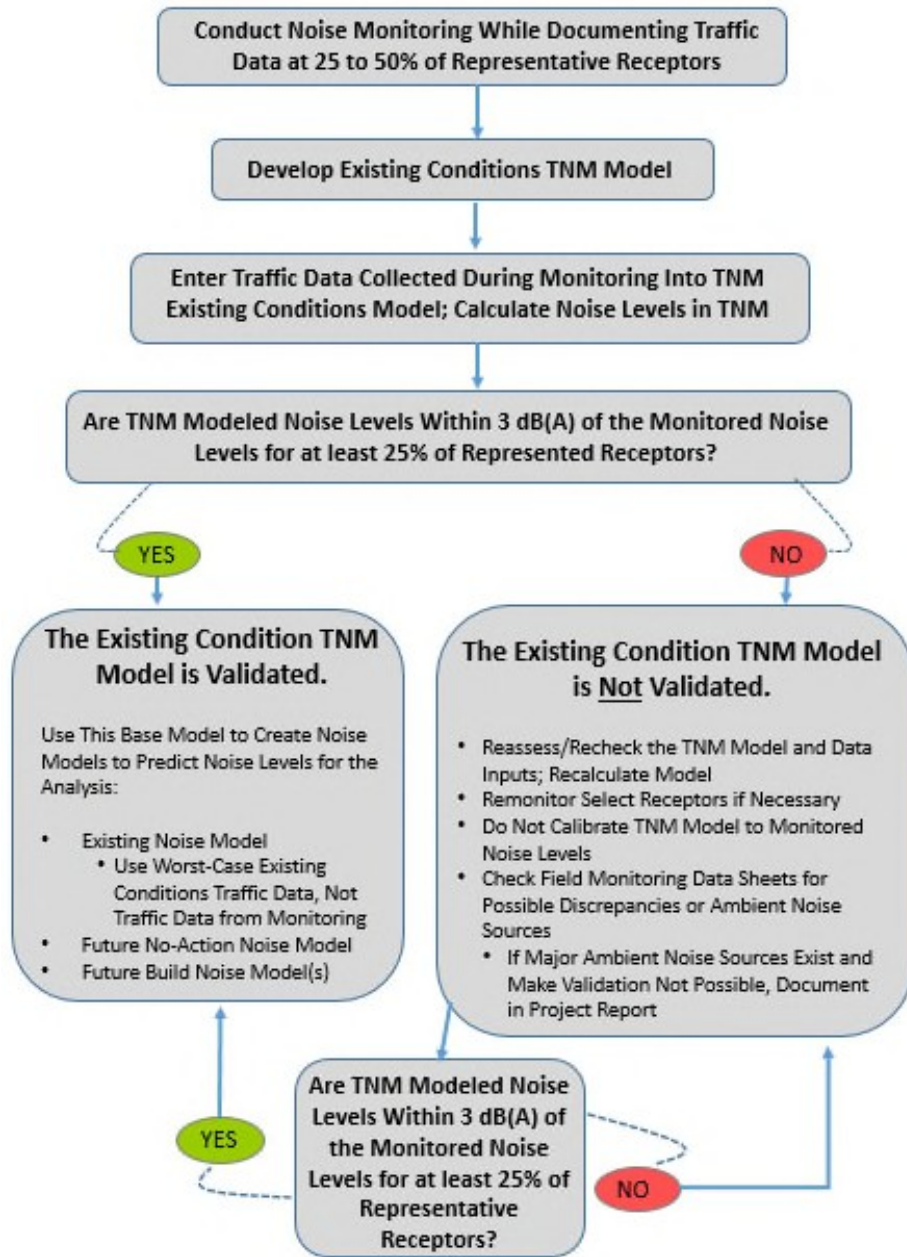 Conduct Noise Monitoring While Documenting Traffic
Data at 25 to 50% of Representative Receptors
Develop Existing Conditions TNM Model
Enter Traffic Data Collected During Monitoring Into TNM
Existing Conditions Model; Calculate Noise Levels in TNM
Are TNM Modeled Noise Levels Within 3 dB(A) of the Monitored Noise
Levels for at least 25% of Represented Receptors?
YES
NO
The Existing Condition TNM
Model is Validated.
Use This Base Model to Create Noise
Models to Predict Noise Levels for the
Analysis:
• Existing Noise Model
• Use Worst-Case Existing
Conditions Traffic Data, Not
Traffic Data from Monitoring
• Future No-Action Noise Model
• Future Build Noise Model(s)
The Existing Condition TNM Model
is Not Validated.
• Reassess/Recheck the TNM Model and Data
Inputs; Recalculate Model
• Remonitor Select Receptors if Necessary
• Do Not Calibrate TNM Model to Monitored
Noise Levels
• Check Field Monitoring Data Sheets for
Possible Discrepancies or Ambient Noise
Sources
• If Major Ambient Noise Sources Exist and
Make Validation Not Possible, Document
in Project Report
Are TNM Modeled Noise
Levels Within 3 dB(A) of
the Monitored Noise
Levels for at least 25% of
Representative
Receptors?
YES
NO